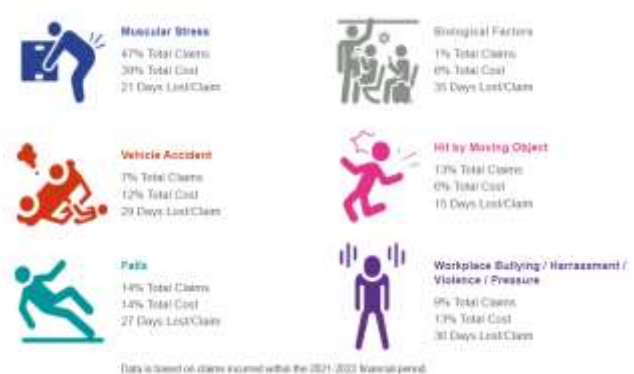 Muscular Stress
47% Total Claims
39% Total Cost
21 Days Lost/Claim
Biological Factors
1% Total Claims
Total Cost
35 Days Lost/Claim
Vehicle Accident
7% Total Claims
12% Total Cost
29 Days Lost/Claim
Hit by Moving Object
13% Total Claims
Total Cost
15 Days Lost/Claim
Falls
14% Total Claims
14% Total Cost
27 Days Lost/Claim
Workplace Bullying / Harrassment /
Violence / Pressure
9% Total Claims
13% Total Cost
30 Days Lost/Claim
Data is based on claims incurred within the 2021-2022 financial period.